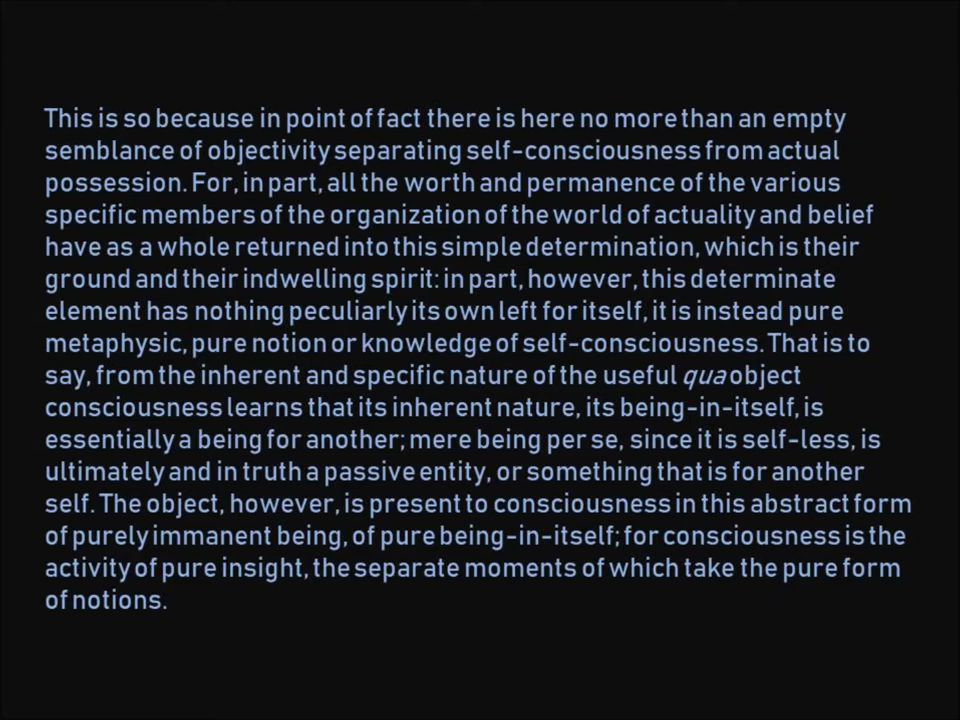 This is so because in point of fact there is here no more than an empty
semblance of objectivity separating self-consciousness from actual
possession. For, in part, all the worth and permanence of the various
specific members of the organization of the world of actuality and belief
have as a whole returned into this simple determination, which is their
ground and their indwelling spirit: in part, however, this determinate
element has nothing peculiarly its own left for itself, it is instead pure
metaphysic, pure notion or knowledge of self-consciousness. That is to
say, from the inherent and specific nature of the useful qua object
consciousness learns that its inherent nature, its being-in-itself, is
essentially a being for another; mere being per se, since it is self-less, is
ultimately and in truth a passive entity, or something that is for another
self. The object, however, is present to consciousness in this abstract form
of purely immanent being, of pure being-in-itself; for consciousness is the
activity of pure insight, the separate moments of which take the pure form
of notions.